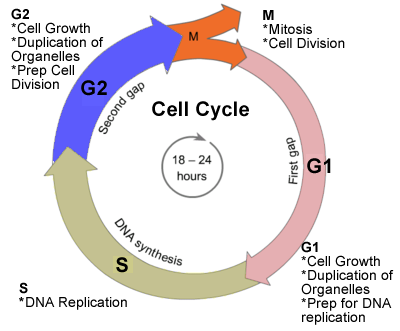 G2
*Cell Growth
*Duplication of
Organelles
*Prep Cell
Division
M
*Mitosis
*Cell Division
M
G2
Second gap
Cell Cycle
18 – 24
hours
First gap
G1
DNA synthesis
S
G1
*Cell Growth
*Duplication of
Organelles
*Prep for DNA
replication
S
*DNA Replication